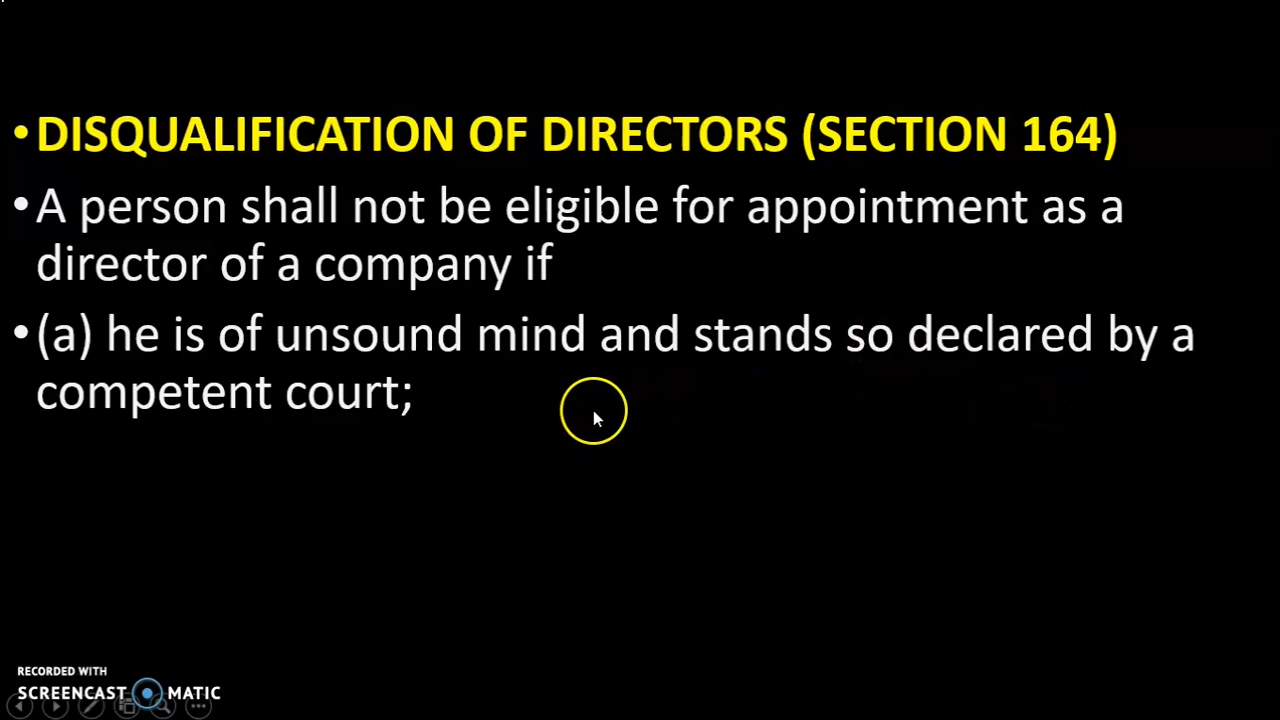 •DISQUALIFICATION OF DIRECTORS (SECTION 164)
•A person shall not be eligible for appointment as a
director of a company if
•(a) he is of unsound mind and stands so declared by a
competent court;
RECORDED WITH
SCREENCAST MATIC